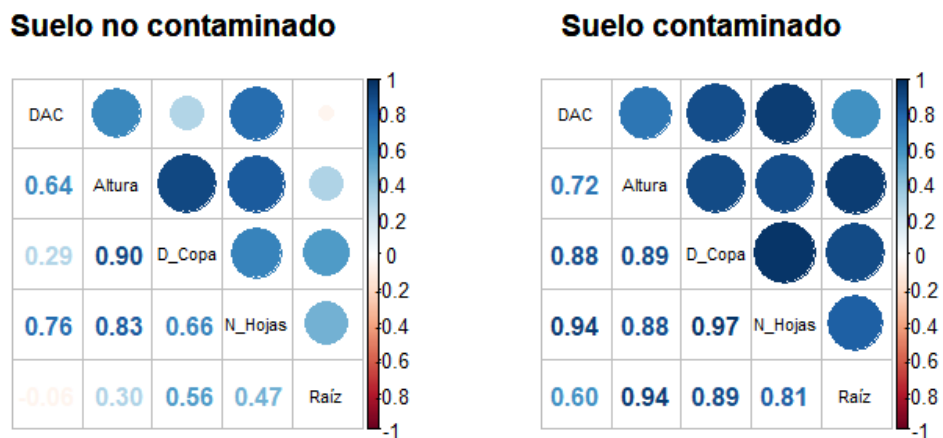 Suelo no contaminado
DAC
0.64 Altura
0.29 0.90 D_Copa
0.76 0.83 0.66 N_Hojas
-0.06 0.30 0.56 0.47 Raíz
1
0.8
0.6
0.4
0.2
0
-0.2
-0.4
-0.6
-0.8
-1
Suelo contaminado
DAC
0.72 Altura
0.88 0.89 D_Copa
0.94 0.88 0.97 N_Hojas
0.60 0.94 0.89 0.81 Raíz
1
0.8
0.6
0.4
0.2
0
-0.2
-0.4
-0.6
-0.8
-1